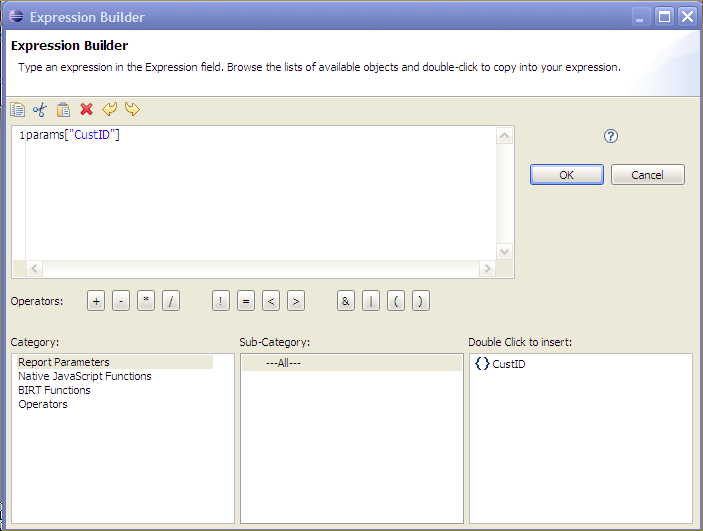 Expression Builder
Expression Builder
Type an expression in the Expression field. Browse the lists of available objects and double-click to copy into your expression.
1params["CustID"]
?
OK Cancel
Operators: + - * / ! = < > & | ( )
Category: Sub-Category: Double Click to insert:
Report Parameters ---All--- {} CustID
Native JavaScript Functions
BIRT Functions
Operators